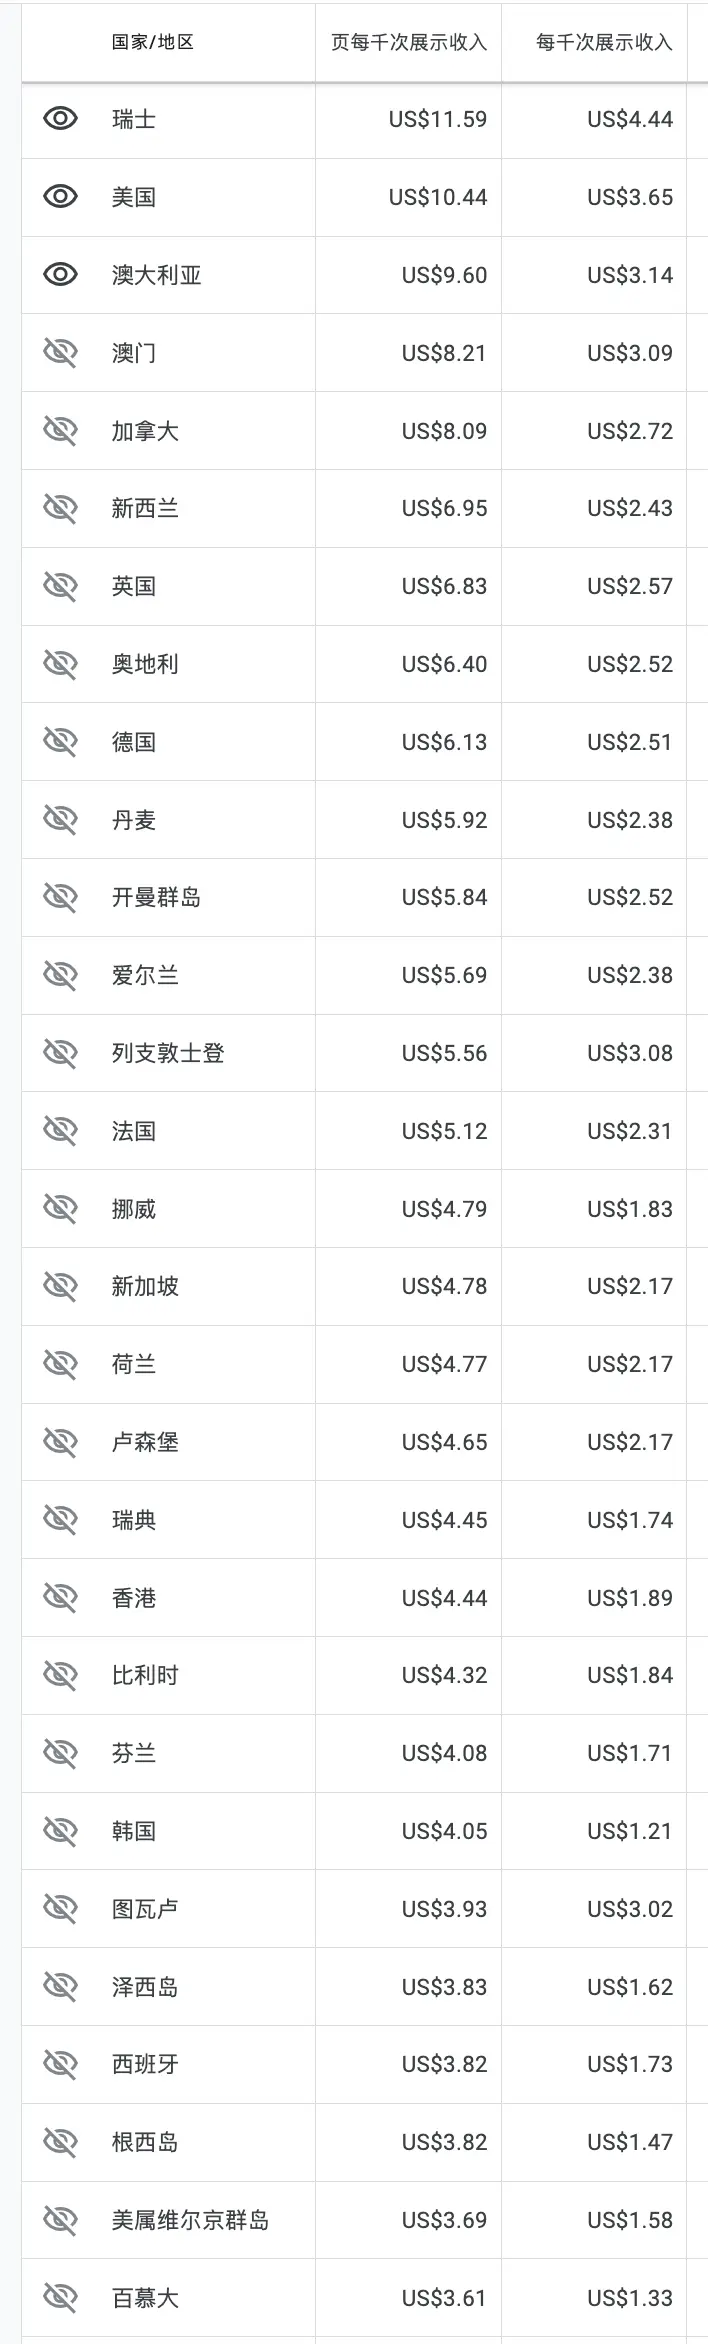 国家/地区 页每千次展示收入 每千次展示收入
瑞士 US$11.59 US$4.44
美国 US$10.44 US$3.65
澳大利亚 US$9.60 US$3.14
澳门 US$8.21 US$3.09
加拿大 US$8.09 US$2.72
新西兰 US$6.95 US$2.43
英国 US$6.83 US$2.57
奥地利 US$6.40 US$2.52
德国 US$6.13 US$2.51
丹麦 US$5.92 US$2.38
开曼群岛 US$5.84 US$2.52
爱尔兰 US$5.69 US$2.38
列支敦士登 US$5.56 US$3.08
法国 US$5.12 US$2.31
挪威 US$4.79 US$1.83
新加坡 US$4.78 US$2.17
荷兰 US$4.77 US$2.17
卢森堡 US$4.65 US$2.17
瑞典 US$4.45 US$1.74
香港 US$4.44 US$1.89
比利时 US$4.32 US$1.84
芬兰 US$4.08 US$1.71
韩国 US$4.05 US$1.21
图瓦卢 US$3.93 US$3.02
泽西岛 US$3.83 US$1.62
西班牙 US$3.82 US$1.73
根西岛 US$3.82 US$1.47
美属维尔京群岛 US$3.69 US$1.58
百慕大 US$3.61 US$1.33